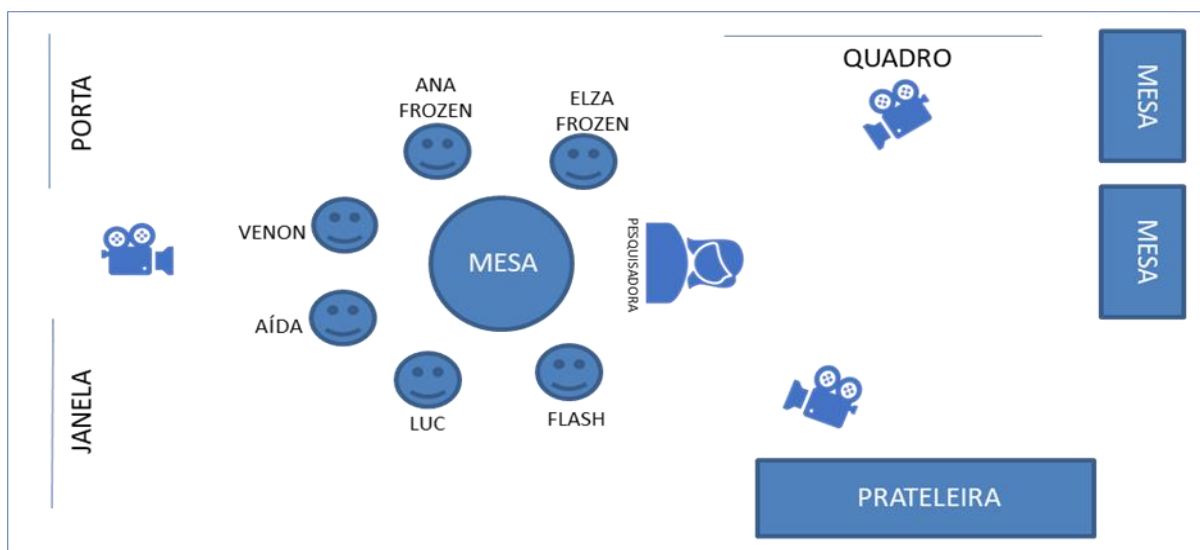 PORTA
ANA
FROZEN
ELZA
FROZEN
QUADRO
MESA
VENON
MESA
PESQUISADORA
MESA
AÍDA
JANELA
LUC
FLASH
PRATELEIRA